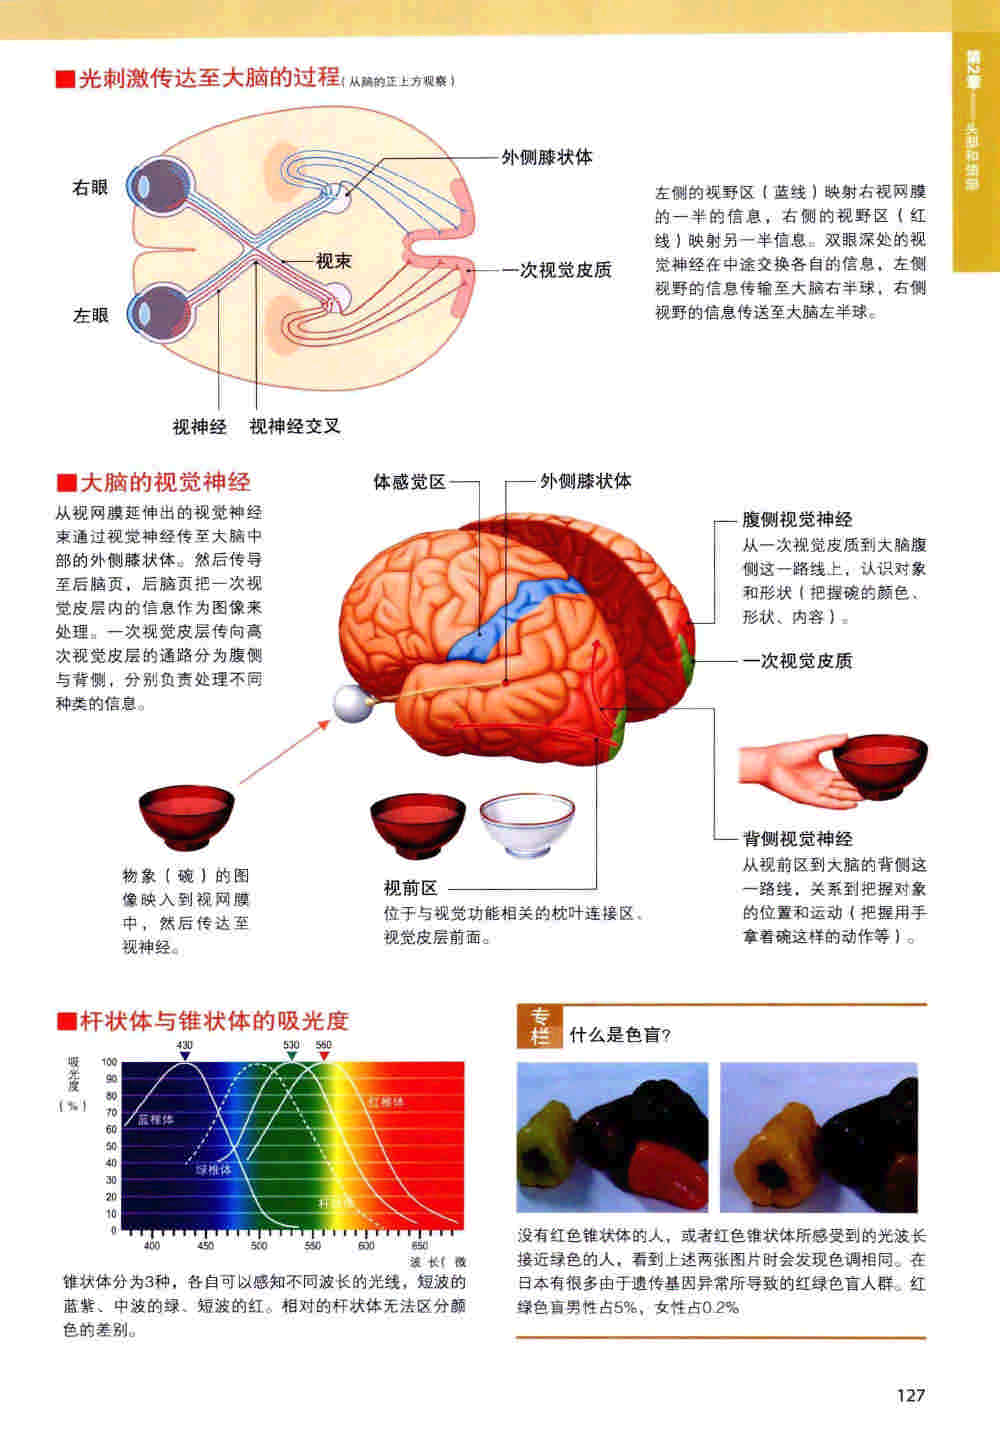 第2章——头部和颈部
■光刺激传达至大脑的过程(从脑的正上方观察)
右眼
外侧膝状体
视束
一次视觉皮质
左眼
视神经
视神经交叉
左侧的视野区（蓝线）映射右视网膜
的一半的信息，右侧的视野区（红
线）映射另一半信息。双眼深处的视
觉神经在中途交换各自的信息，左侧
视野的信息传输至大脑右半球，右侧
视野的信息传送至大脑左半球。
■大脑的视觉神经
从视网膜延伸出的视觉神经
束通过视觉神经传至大脑中
部的外侧膝状体。然后传导
至后脑页，后脑页把一次视
觉皮层内的信息作为图像来
处理。一次视觉皮层传向高
次视觉皮层的通路分为腹侧
与背侧，分别负责处理不同
种类的信息。
体感觉区
外侧膝状体
腹侧视觉神经
从一次视觉皮质到大脑腹
侧这一路线上，认识对象
和形状（把握碗的颜色、
形状、内容）。
一次视觉皮质
物象（碗）的图
像映入到视网膜
中，然后传达至
视神经。
视前区
位于与视觉功能相关的枕叶连接区、
视觉皮层前面。
背侧视觉神经
从视前区到大脑的背侧这
一路线，关系到把握对象
的位置和运动（把握用手
拿着碗这样的动作等）。
■杆状体与锥状体的吸光度
430
530
560
吸光度
（%）
100
90
80
70
60
50
40
30
20
10
0
蓝椎体
绿椎体
红椎体
400
450
500
550
600
650
波 长（ 微
锥状体分为3种，各自可以感知不同波长的光线，短波的
蓝紫、中波的绿、短波的红。相对的杆状体无法区分颜
色的差别。
专栏
什么是色盲?
没有红色锥状体的人，或者红色锥状体所感受到的光波长
接近绿色的人，看到上述两张图片时会发现色调相同。在
日本有很多由于遗传基因异常所导致的红绿色盲人群。红
绿色盲男性占5%，女性占0.2%
127